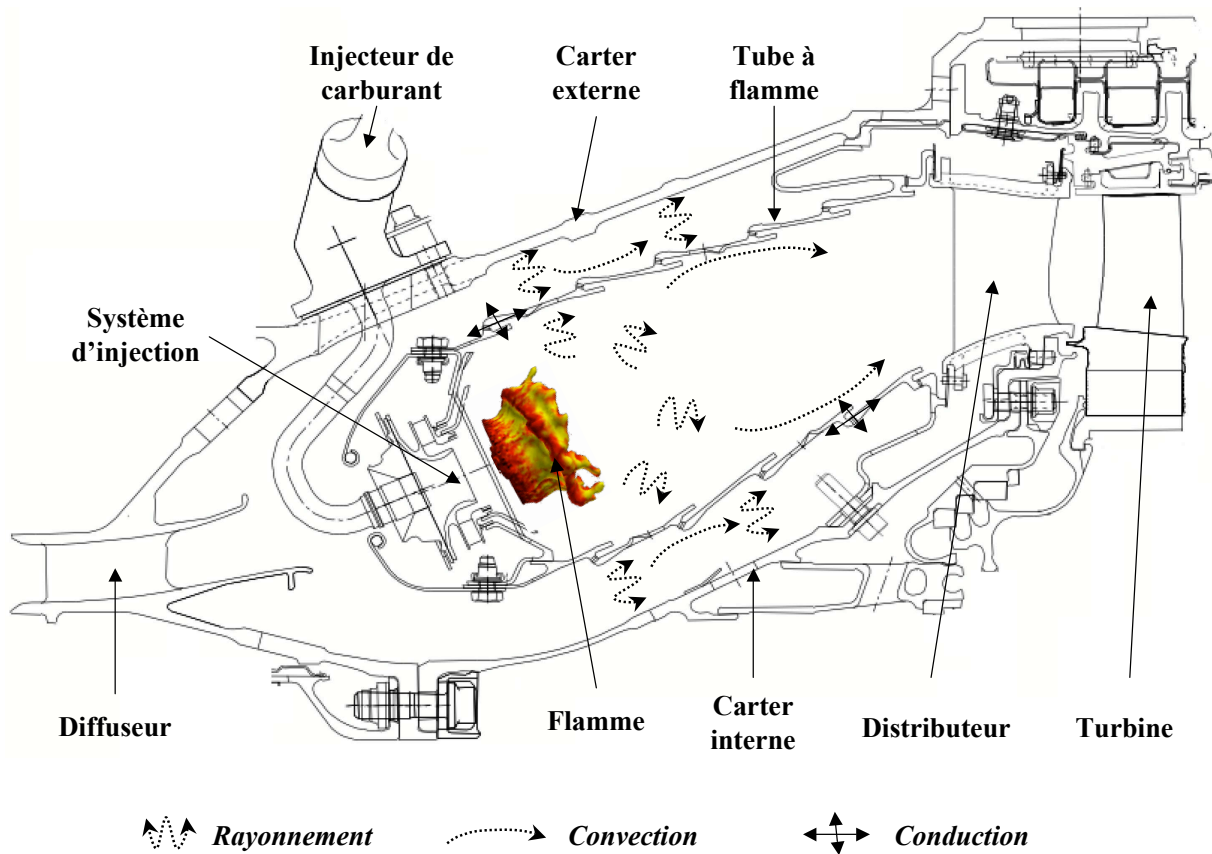 Injecteur de
carburant
Carter
externe
Tube à
flamme
Système
d’injection
Diffuseur
Flamme
Carter
interne
Distributeur
Turbine
Rayonnement
Convection
Conduction